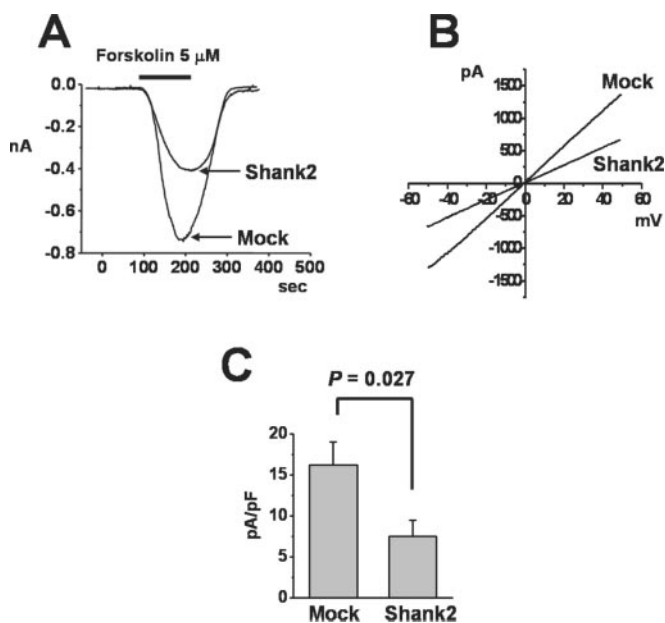 A
Forskolin 5 μM
0.0
-0.2
nA
-0.4
-0.6
-0.8
Shank2
Mock
0 100 200 300 400 500
sec
B
pA
1500
1000
500
0
-500
-1000
-1500
Mock
Shank2
-60 -40 -20 0 20 40 60
mV
C
P = 0.027
20
15
10
5
0
pA/pF
Mock Shank2